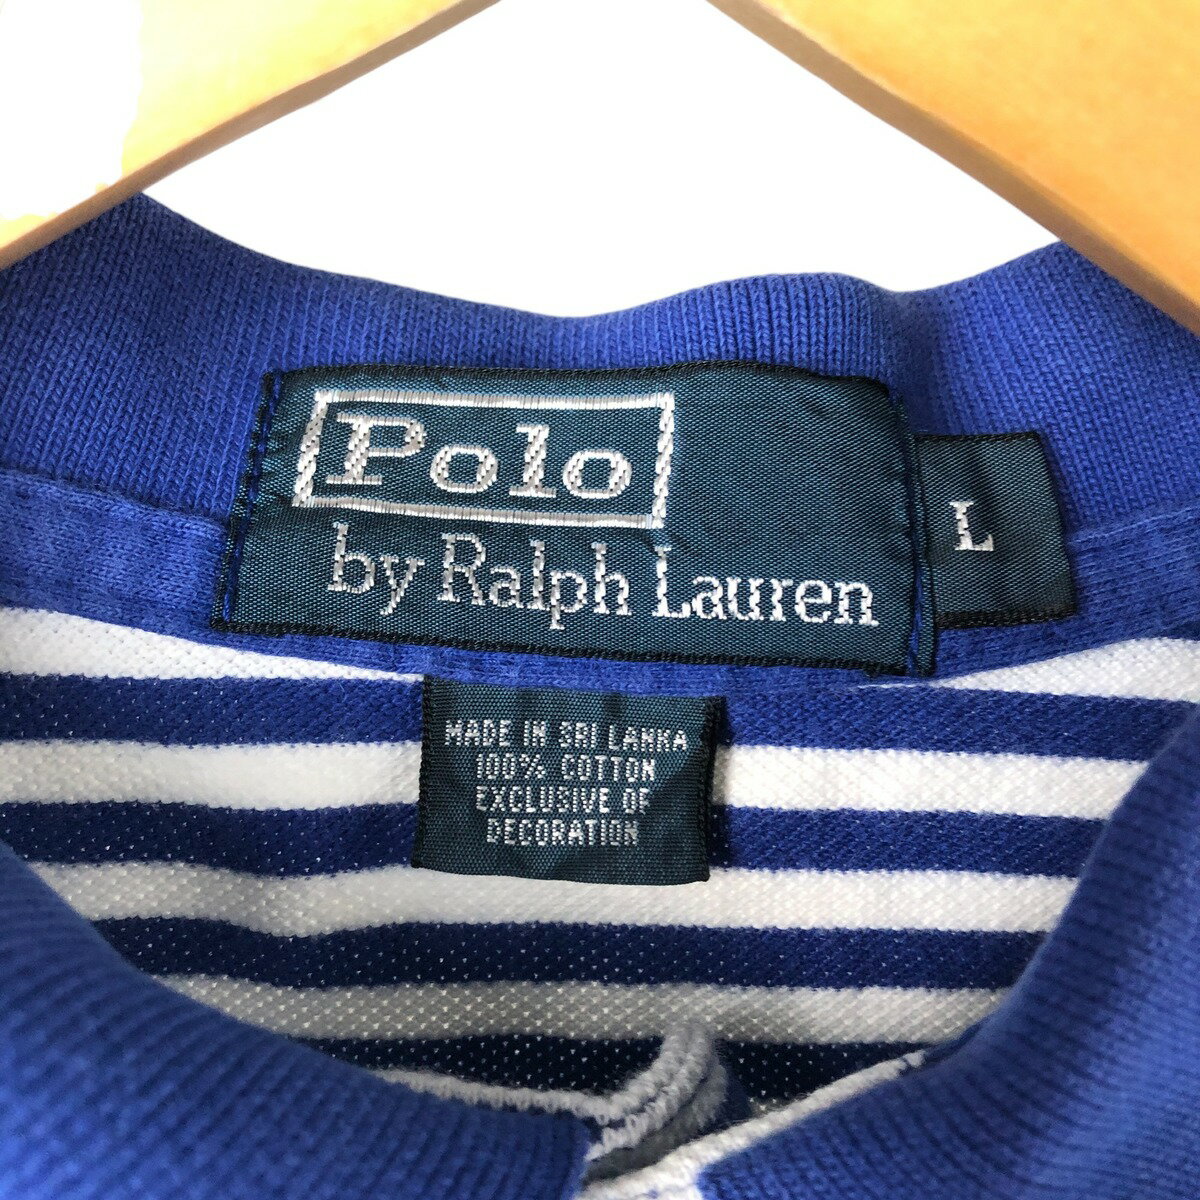 Polo
by Ralph Lauren
L
MADE IN SRI LANKA
100% COTTON
EXCLUSIVE OF
DECORATION